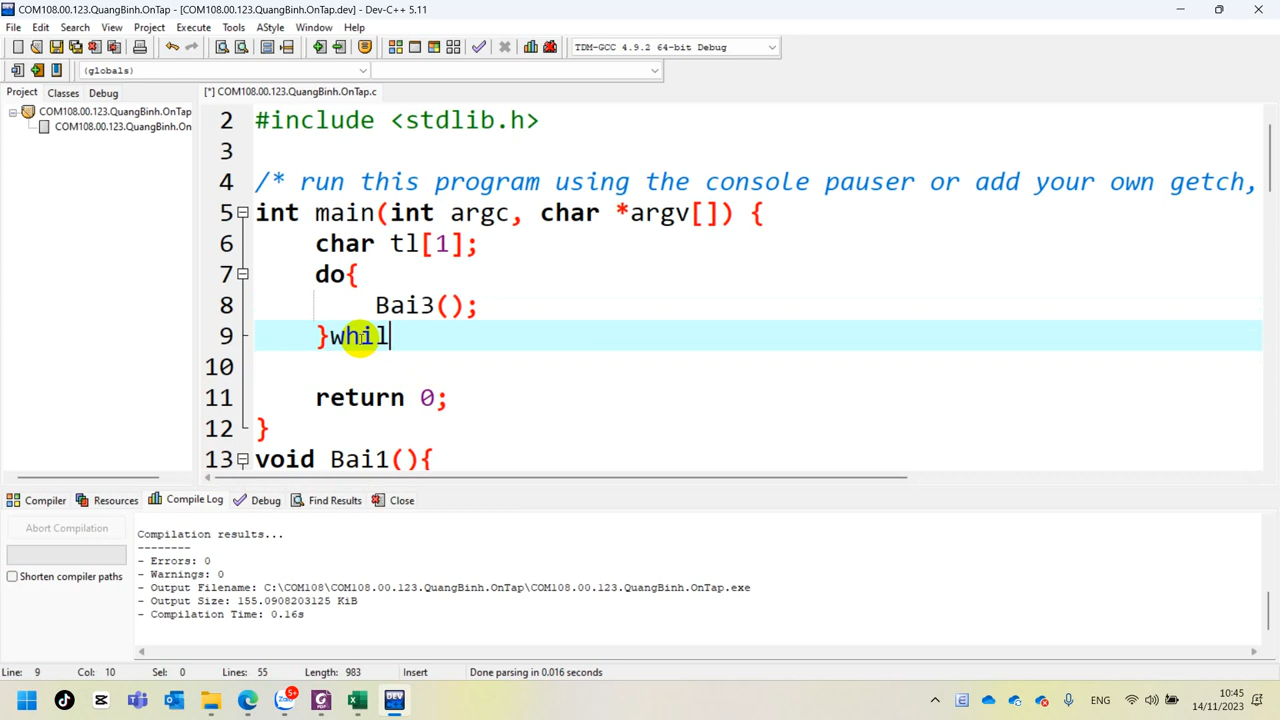 COM108.00.123.QuangBinh.OnTap - [COM108.00.123.QuangBinh.OnTap.dev] - Dev-C++ 5.11
File Edit Search View Project Execute Tools AStyle Window Help
TDM-GCC 4.9.2 64-bit Debug
(globals)
Project Classes Debug
[*] COM108.00.123.QuangBinh.OnTap.c
COM108.00.123.QuangBinh.OnTap
COM108.00.123.QuangBinh.On
2 #include <stdlib.h>
3
4 /* run this program using the console pauser or add your own getch,
5 int main(int argc, char *argv[]) {
6 char tl[1];
7 do{
8 Bai3();
9 }whil
10
11 return 0;
12 }
13 void Bai1(){
Compiler Resources Compile Log Debug Find Results Close
Abort Compilation
Shorten compiler paths
Compilation results...
--------
- Errors: 0
- Warnings: 0
- Output Filename: C:\COM108\COM108.00.123.QuangBinh.OnTap\COM108.00.123.QuangBinh.OnTap.exe
- Output Size: 155.0908203125 KiB
- Compilation Time: 0.16s
Line: 9 Col: 10 Sel: 0 Lines: 55 Length: 983 Insert Done parsing in 0.016 seconds
Zalo 5+ DEV
ENG
10:45
14/11/2023